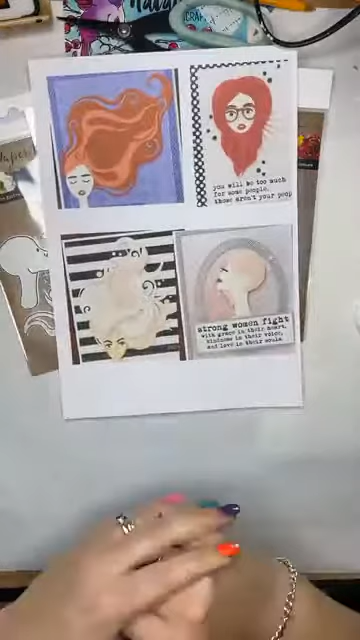 you will be too much
for some people.
those aren't your peop
strong women fight
with grace in their heart,
kindness in their voice,
and love in their souls